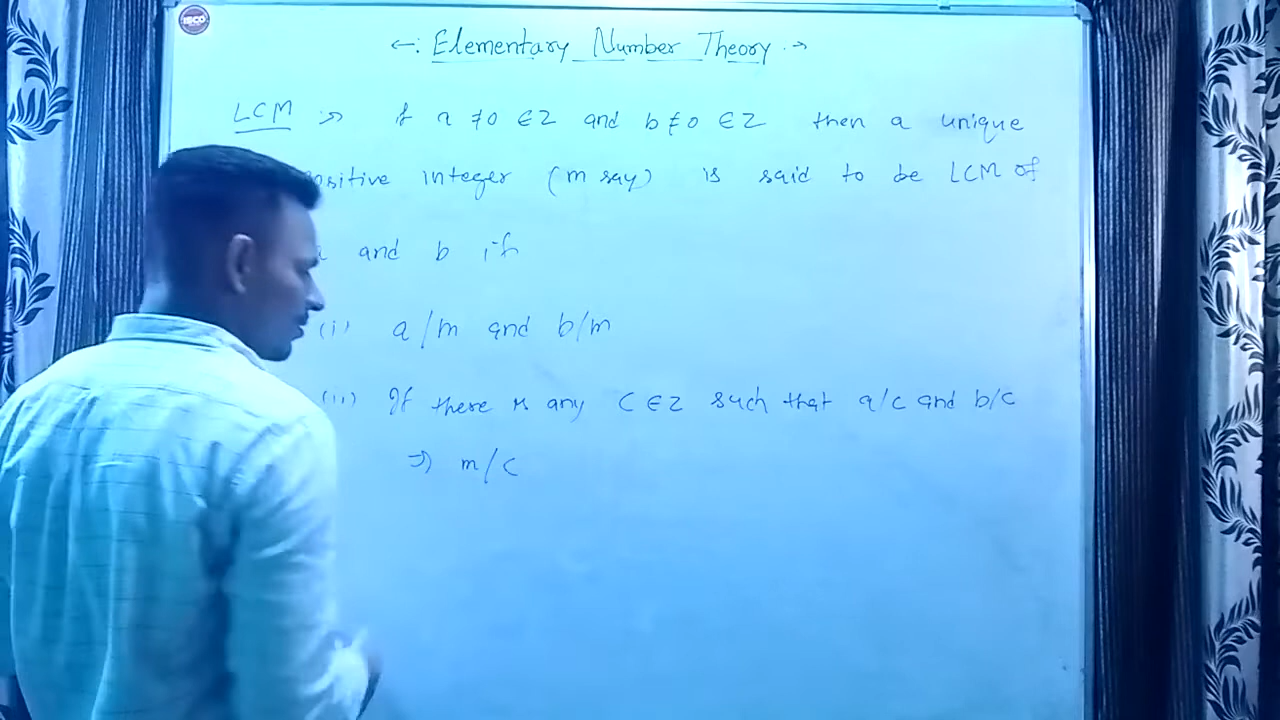 ISCO
←: Elementary Number Theory :→
LCM :→ if a ≠0 ∈Z and b≠0 ∈Z then a unique
positive integer (m say) is said to be LCM of
and b if
(i) a/m and b/m
(ii) If there is any C∈Z such that a/c and b/c
⇒ m/c